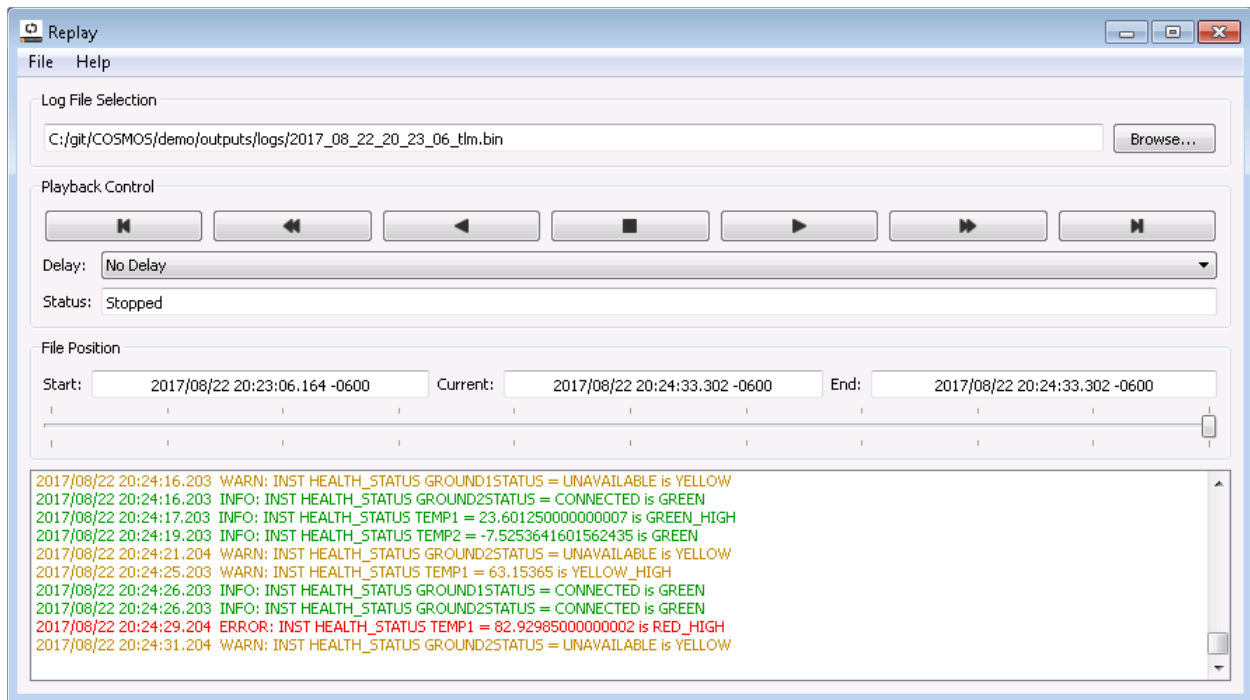 Replay
File Help
Log File Selection
C:/git/COSMOS/demo/outputs/logs/2017_08_22_20_23_06_tlm.bin Browse...
Playback Control
Delay: No Delay
Status: Stopped
File Position
Start: 2017/08/22 20:23:06.164 -0600 Current: 2017/08/22 20:24:33.302 -0600 End: 2017/08/22 20:24:33.302 -0600
2017/08/22 20:24:16.203 WARN: INST HEALTH_STATUS GROUND1STATUS = UNAVAILABLE is YELLOW
2017/08/22 20:24:16.203 INFO: INST HEALTH_STATUS GROUND2STATUS = CONNECTED is GREEN
2017/08/22 20:24:17.203 INFO: INST HEALTH_STATUS TEMP1 = 23.601250000000007 is GREEN_HIGH
2017/08/22 20:24:19.203 INFO: INST HEALTH_STATUS TEMP2 = -7.5253641601562435 is GREEN
2017/08/22 20:24:21.204 WARN: INST HEALTH_STATUS GROUND2STATUS = UNAVAILABLE is YELLOW
2017/08/22 20:24:25.203 WARN: INST HEALTH_STATUS TEMP1 = 63.15365 is YELLOW_HIGH
2017/08/22 20:24:26.203 INFO: INST HEALTH_STATUS GROUND1STATUS = CONNECTED is GREEN
2017/08/22 20:24:26.203 INFO: INST HEALTH_STATUS GROUND2STATUS = CONNECTED is GREEN
2017/08/22 20:24:29.204 ERROR: INST HEALTH_STATUS TEMP1 = 82.92985000000002 is RED_HIGH
2017/08/22 20:24:31.204 WARN: INST HEALTH_STATUS GROUND2STATUS = UNAVAILABLE is YELLOW